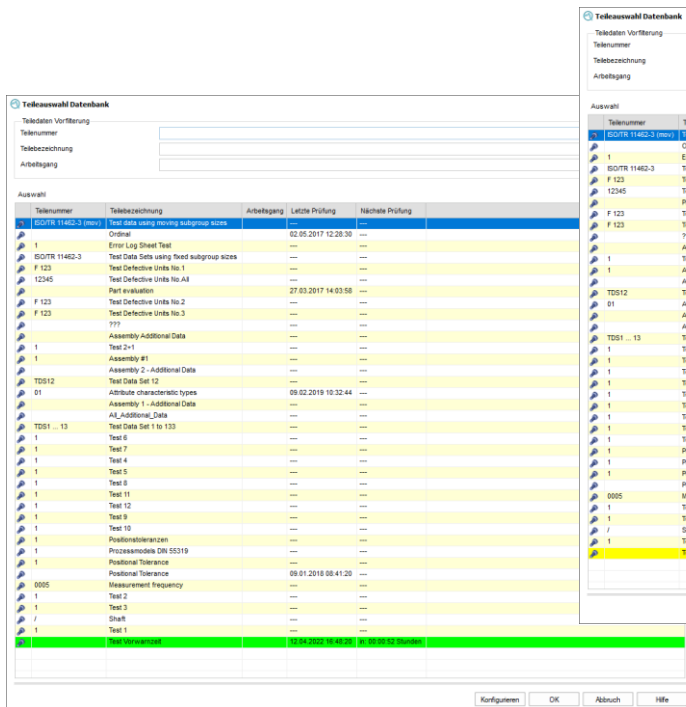 Teileauswahl Datenbank
Teiledaten Vorfilterung
Teilenummer
Teilebezeichnung
Arbeitsgang
Auswahl
Teilenummer Teilebezeichnung Arbeitsgang Letzte Prüfung Nächste Prüfung
ISO/TR 11462-3 (mov) Test data using moving subgroup sizes --- ---
Ordinal 02.05.2017 12:28:30 ---
1 Error Log Sheet Test --- ---
ISO/TR 11462-3 Test Data Sets using fixed subgroup sizes --- ---
F 123 Test Defective Units No.1 --- ---
12345 Test Defective Units No.All --- ---
Part evaluation 27.03.2017 14:03:58 ---
F 123 Test Defective Units No.2 --- ---
F 123 Test Defective Units No.3 --- ---
??? --- ---
Assembly Additional Data --- ---
1 Test 2=1 --- ---
1 Assembly #1 --- ---
Assembly 2 - Additional Data --- ---
TDS12 Test Data Set 12 --- ---
01 Attribute characteristic types 09.02.2019 10:32:44 ---
Assembly 1 - Additional Data --- ---
All_Additional_Data --- ---
TDS1 ... 13 Test Data Set 1 to 133 --- ---
1 Test 6 --- ---
1 Test 7 --- ---
1 Test 4 --- ---
1 Test 5 --- ---
1 Test 8 --- ---
1 Test 11 --- ---
1 Test 12 --- ---
1 Test 9 --- ---
1 Test 10 --- ---
1 Positionstoleranzen --- ---
1 Prozessmodels DIN 55319 --- ---
1 Positional Tolerance --- ---
Positional Tolerance 09.01.2018 08:41:20 ---
0005 Measurement frequency --- ---
1 Test 2 --- ---
1 Test 3 --- ---
/ Shaft --- ---
1 Test 1 --- ---
Test Vorwarnzeit 12.04.2022 16:48:20 in: 00:00:52 Stunden
Konfigurieren OK Abbruch Hilfe
Teileauswahl Datenbank
Teiledaten Vorfilterung
Teilenummer
Teilebezeichnung
Arbeitsgang
Auswahl
Teilenummer
ISO/TR 11462-3 (mov)
1
ISO/TR 11462-3
F 123
12345
F 123
F 123
1
1
TDS12
01
TDS1 ... 13
1
1
1
1
1
1
1
1
1
1
1
1
0005
1
1
/
1